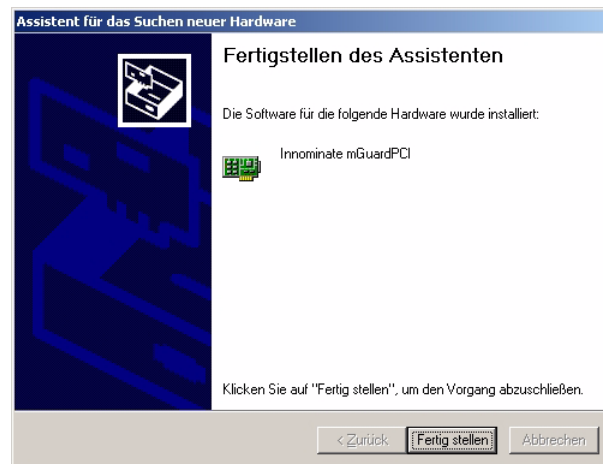 Assistent für das Suchen neuer Hardware
Fertigstellen des Assistenten
Die Software für die folgende Hardware wurde installiert:
Innominate mGuardPCI
Klicken Sie auf "Fertig stellen", um den Vorgang abzuschließen.
< Zurück Fertig stellen Abbrechen